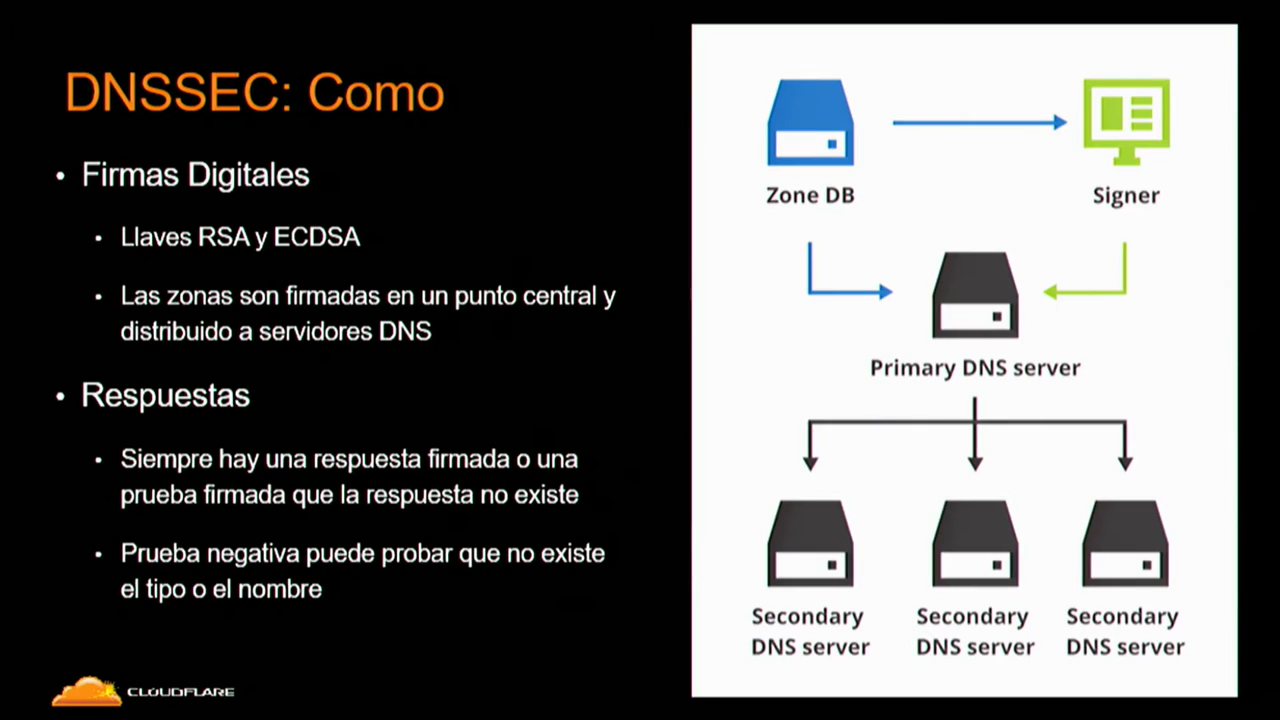 DNSSEC: Como
• Firmas Digitales
• Llaves RSA y ECDSA
• Las zonas son firmadas en un punto central y
distribuido a servidores DNS
• Respuestas
• Siempre hay una respuesta firmada o una
prueba firmada que la respuesta no existe
• Prueba negativa puede probar que no existe
el tipo o el nombre
CLOUDFLARE
Zone DB
Signer
Primary DNS server
Secondary
DNS server
Secondary
DNS server
Secondary
DNS server